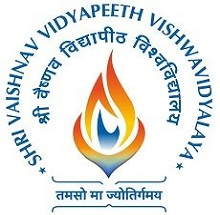 * SHRI VAISHNAV VIDYAPEETH VISHWAVIDYALAYA *
श्री वैष्णव विद्यापीठ विश्वविद्यालय
तमसो मा ज्योतिर्गमय